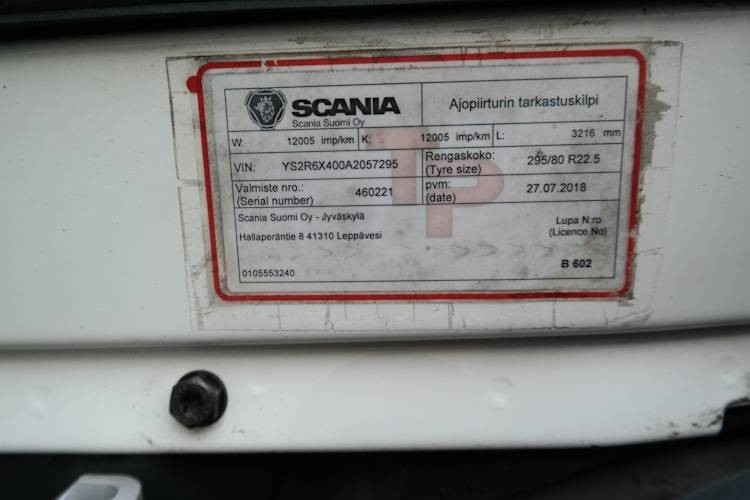 SCANIA
Scania Suomi Oy
Ajopiirturin tarkastuskilpi
W: 12005 imp/km K: 12005 imp/km L: 3216 mm
VIN: YS2R6X400A2057295 Rengaskoko: (Tyre size) 295/80 R22.5
Valmiste nro.: (Serial number) 460221 pvm: (date) 27.07.2018
Scania Suomi Oy - Jyväskylä
Lupa N:ro
Hallaperäntie 8 41310 Leppävesi
(Licence No)
B 602
0105553240
TP